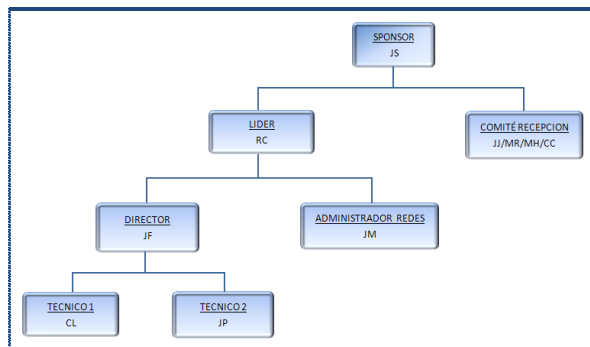 SPONSOR
JS
LIDER
RC
COMITÉ RECEPCION
JJ/MR/MH/CC
DIRECTOR
JF
ADMINISTRADOR REDES
JM
TECNICO 1
CL
TECNICO 2
JP